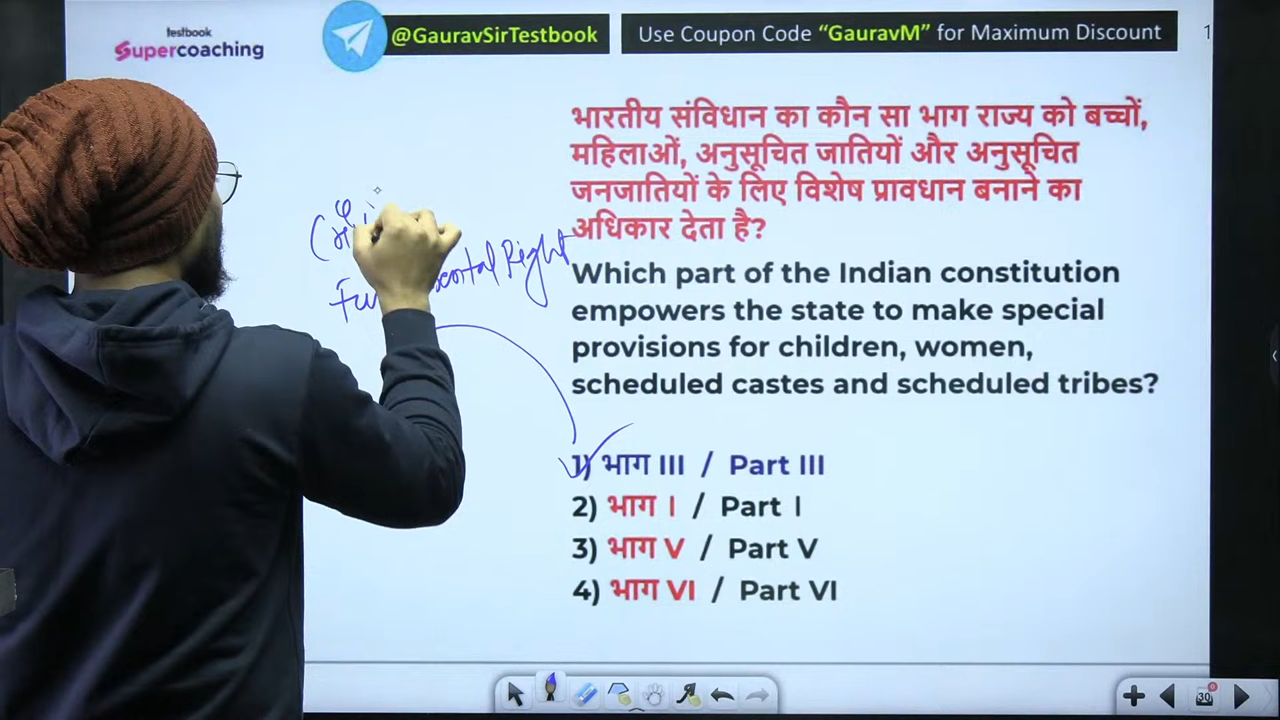 testbook
Supercoaching
@GauravSirTestbook
Use Coupon Code “GauravM” for Maximum Discount
1
भारतीय संविधान का कौन सा भाग राज्य को बच्चों,
महिलाओं, अनुसूचित जातियों और अनुसूचित
जनजातियों के लिए विशेष प्रावधान बनाने का
अधिकार देता है?
Which part of the Indian constitution
empowers the state to make special
provisions for children, women,
scheduled castes and scheduled tribes?
Right
1) भाग III / Part III
2) भाग I / Part I
3) भाग V / Part V
4) भाग VI / Part VI
30